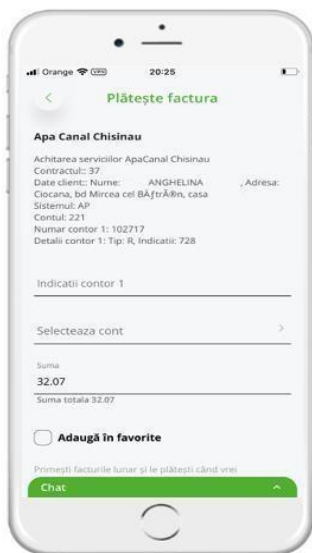 Orange VPN 20:25
Plătește factura
Apa Canal Chisinau
Achitarea serviciilor ApaCanal Chisinau
Contractul:: 37
Date client:: Nume: ANGHELINA , Adresa:
Ciocana, bd Mircea cel BÄƒtrÃ®n, casa
Sistemul: AP
Contul: 221
Numar contor 1: 102717
Detalii contor 1: Tip: R, Indicatii: 728
Indicatii contor 1
Selecteaza cont
Suma
32.07
Suma totala 32.07
Adaugă în favorite
Primești facturile lunar și le plătești când vrei
Chat